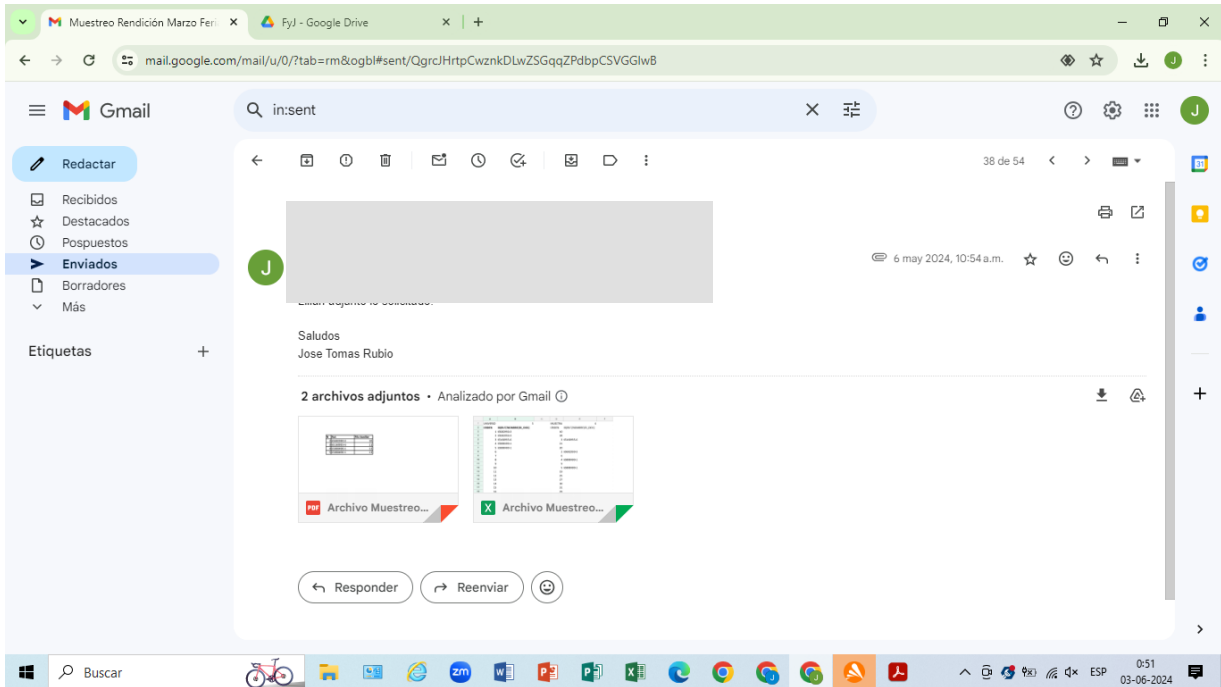 Muestreo Rendición Marzo Feri
FyJ - Google Drive
mail.google.com/mail/u/0/?tab=rm&ogbl#sent/QgrcJHrtpCwznkDLwZSGqqZPdbpCSVGGlwB
J
Gmail
in:sent
J
Redactar
38 de 54
31
Recibidos
Destacados
Pospuestos
Enviados
Borradores
Más
J
6 may 2024, 10:54 a.m.
Saludos
Jose Tomas Rubio
Etiquetas
2 archivos adjuntos • Analizado por Gmail
PDF Archivo Muestreo...
X Archivo Muestreo...
Responder
Reenviar
Buscar
zm
ESP
0:51
03-06-2024